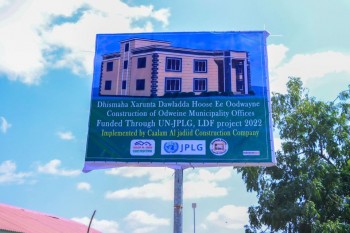 Dhismaha Xarunta Dawladda Hoose Ee Oodwayne
Construction of Odweine Municipality Offices
Funded Through UN-JPLG, LDF project 2022
Implemented by Caalam Al jadiid Construction Company
JPLG